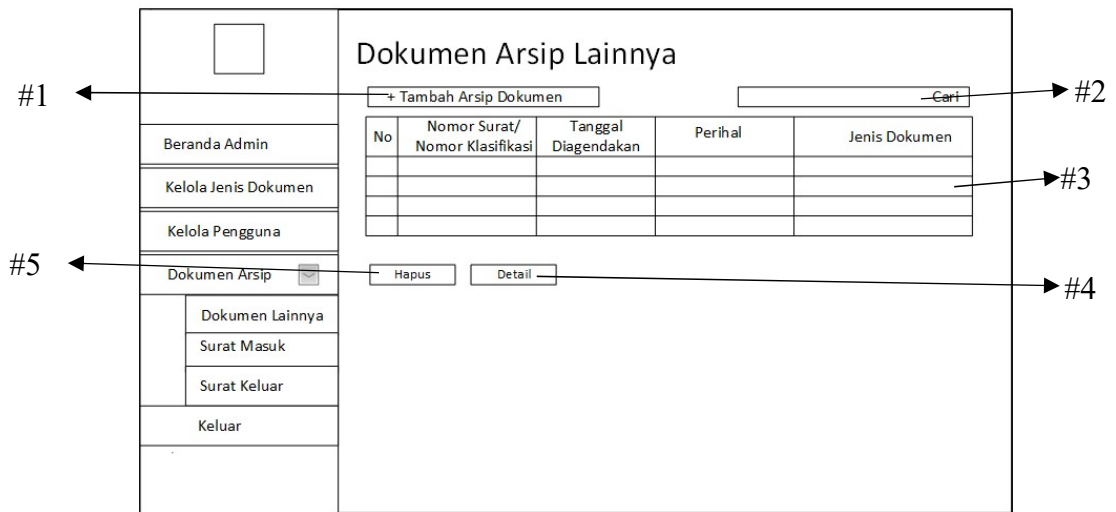 Dokumen Arsip Lainnya
#1
+ Tambah Arsip Dokumen
Cari
#2
No
Nomor Surat/
Nomor Klasifikasi
Tanggal
Diagendakan
Perihal
Jenis Dokumen
#3
Beranda Admin
Kelola Jenis Dokumen
Kelola Pengguna
#5
Dokumen Arsip
Hapus
Detail
#4
Dokumen Lainnya
Surat Masuk
Surat Keluar
Keluar